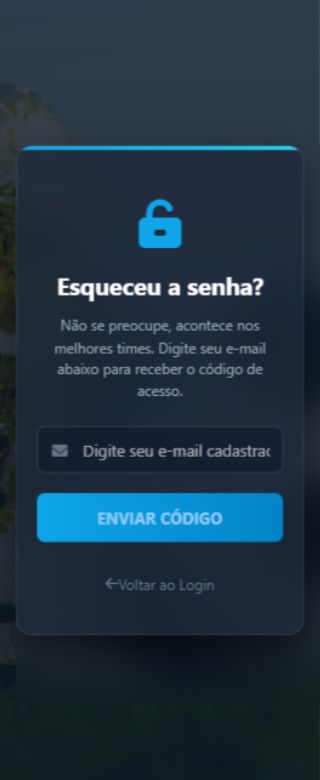 Esqueceu a senha?
Não se preocupe, acontece nos
melhores times. Digite seu e-mail
abaixo para receber o código de
acesso.
Digite seu e-mail
ENVIAR CÓDIGO
Voltar ao Login